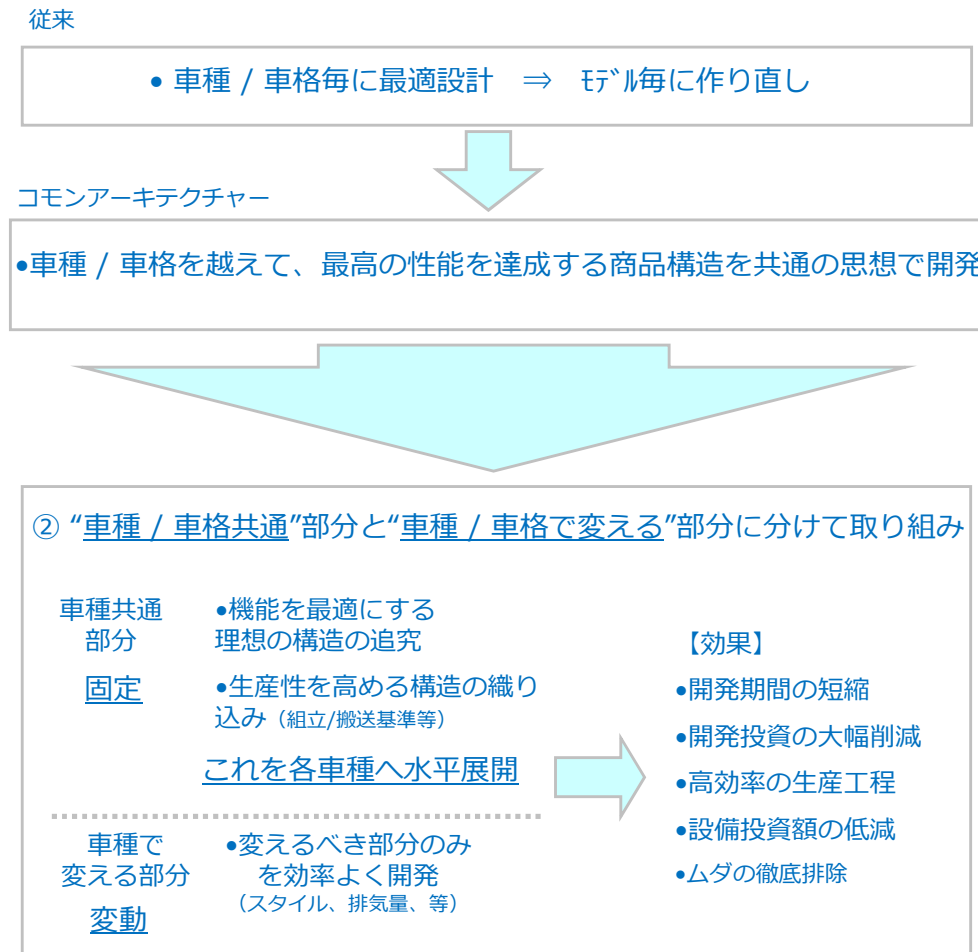 従来
• 車種 / 車格毎に最適設計 ⇒ ﾓﾃﾞﾙ毎に作り直し
コモンアーキテクチャー
•車種 / 車格を越えて、最高の性能を達成する商品構造を共通の思想で開発
② “車種 / 車格共通”部分と“車種 / 車格で変える”部分に分けて取り組み
車種共通
部分
固定
•機能を最適にする
理想の構造の追究
•生産性を高める構造の織り
込み（組立/搬送基準等）
これを各車種へ水平展開
車種で
変える部分
変動
•変えるべき部分のみ
を効率よく開発
（スタイル、排気量、等）
【効果】
•開発期間の短縮
•開発投資の大幅削減
•高効率の生産工程
•設備投資額の低減
•ムダの徹底排除